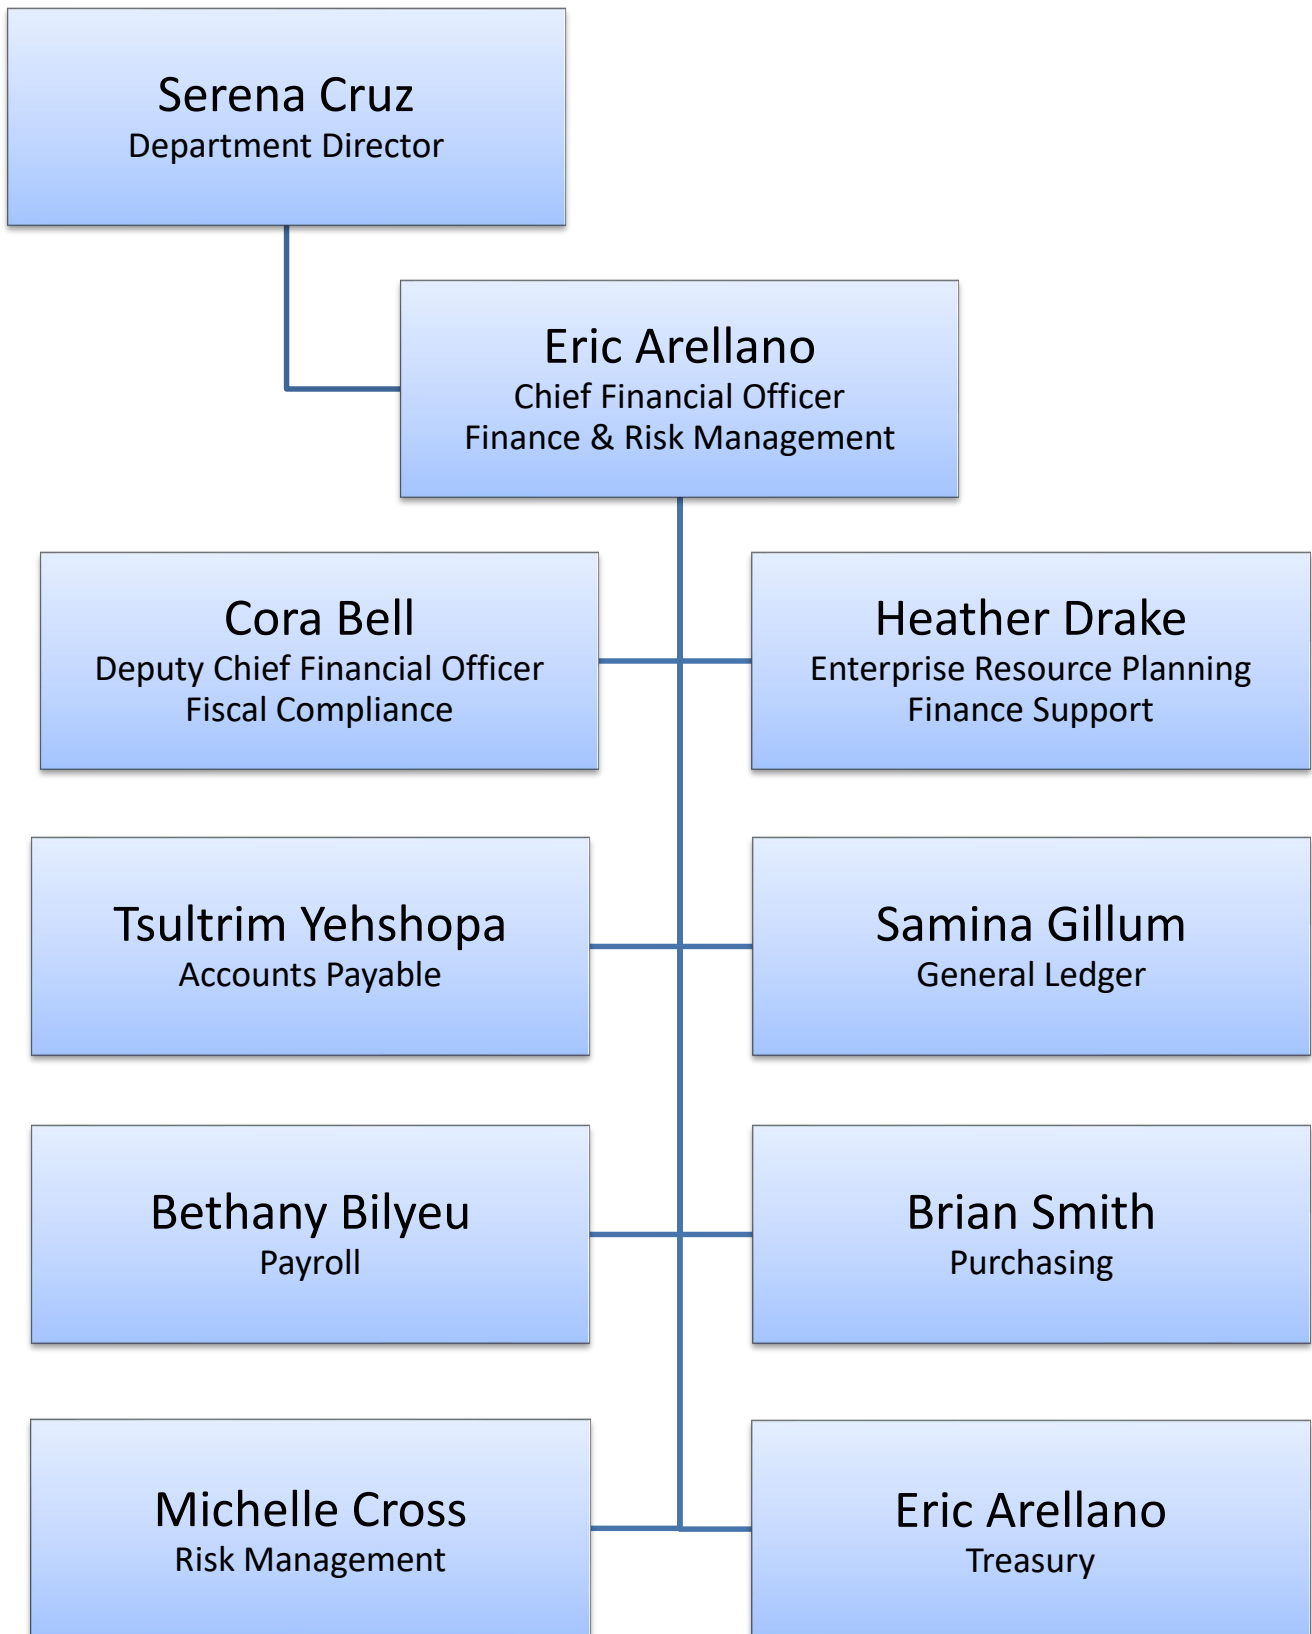 Serena Cruz
Department Director
Eric Arellano
Chief Financial Officer
Finance & Risk Management
Cora Bell
Deputy Chief Financial Officer
Fiscal Compliance
Heather Drake
Enterprise Resource Planning
Finance Support
Tsultrim Yehshopa
Accounts Payable
Samina Gillum
General Ledger
Bethany Bilyeu
Payroll
Brian Smith
Purchasing
Michelle Cross
Risk Management
Eric Arellano
Treasury